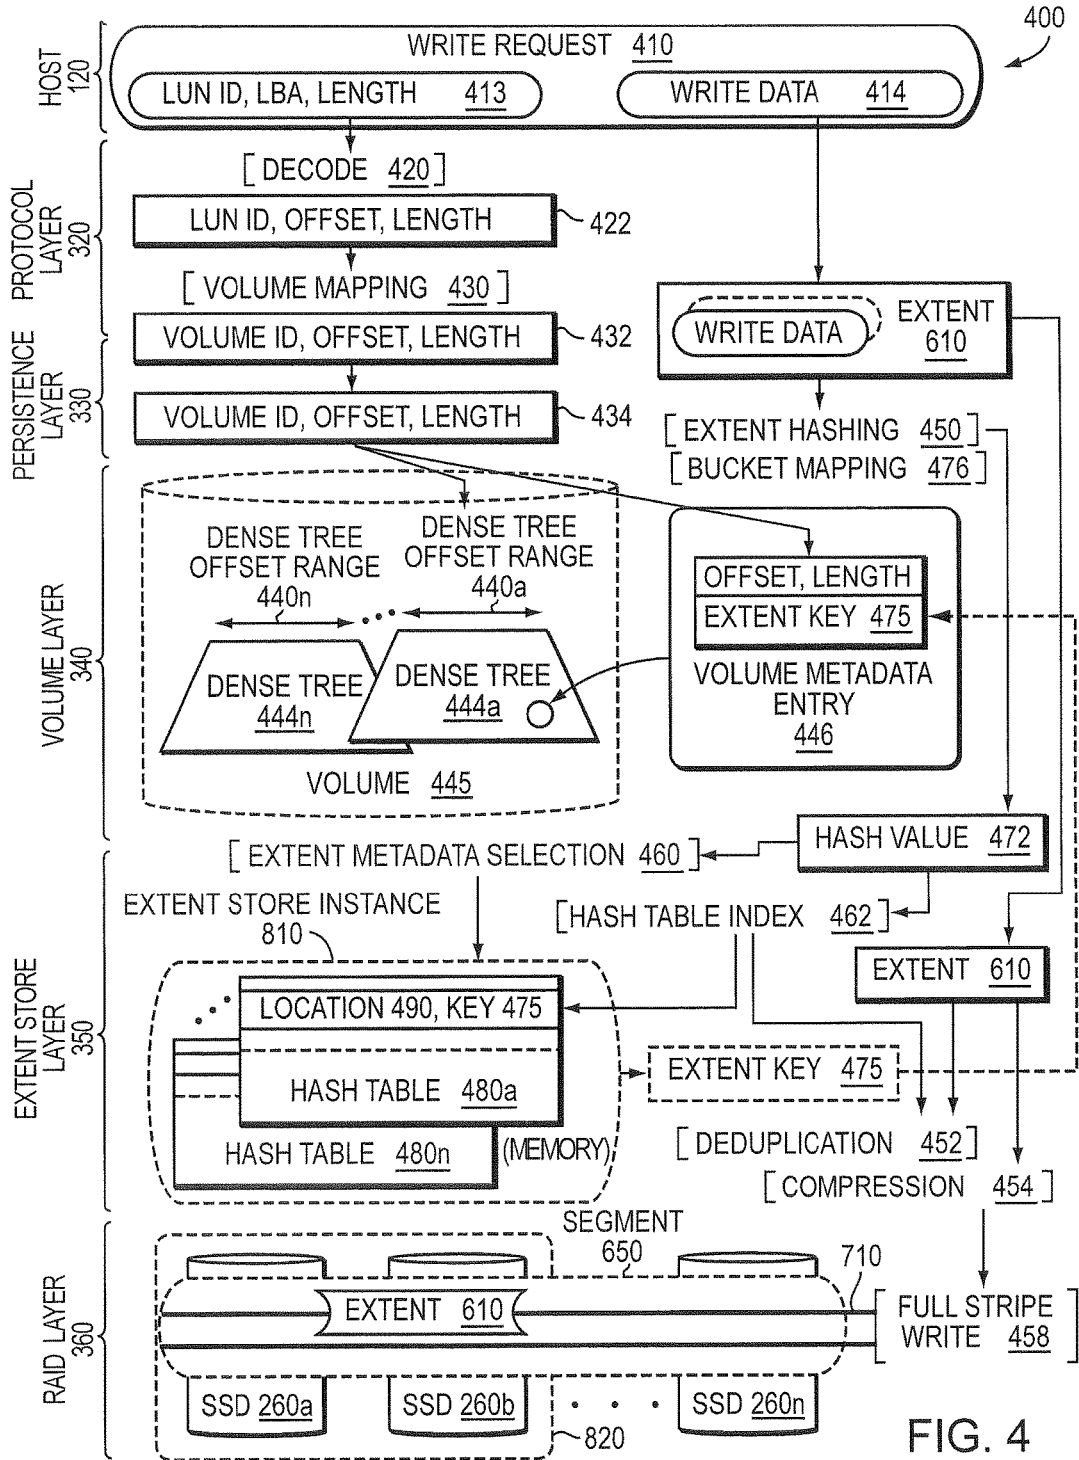 400
HOST
120
WRITE REQUEST 410
LUN ID, LBA, LENGTH 413
WRITE DATA 414
PROTOCOL
LAYER
320
[ DECODE 420 ]
LUN ID, OFFSET, LENGTH
422
[ VOLUME MAPPING 430 ]
VOLUME ID, OFFSET, LENGTH
432
WRITE DATA
EXTENT
610
PERSISTENCE
LAYER
330
VOLUME ID, OFFSET, LENGTH
434
[ EXTENT HASHING 450 ]
[ BUCKET MAPPING 476 ]
VOLUME LAYER
340
DENSE TREE
OFFSET RANGE
440n
DENSE TREE
OFFSET RANGE
440a
DENSE TREE
444n
DENSE TREE
444a
VOLUME 445
OFFSET, LENGTH
EXTENT KEY 475
VOLUME METADATA
ENTRY
446
HASH VALUE 472
EXTENT STORE
LAYER
350
[ EXTENT METADATA SELECTION 460 ]
EXTENT STORE INSTANCE
810
[ HASH TABLE INDEX 462 ]
EXTENT 610
LOCATION 490, KEY 475
HASH TABLE 480a
HASH TABLE 480n
(MEMORY)
EXTENT KEY 475
[ DEDUPLICATION 452 ]
[ COMPRESSION 454 ]
RAID LAYER
360
SEGMENT
650
710
EXTENT 610
[ FULL STRIPE
WRITE 458 ]
SSD 260a
SSD 260b
SSD 260n
820
FIG. 4